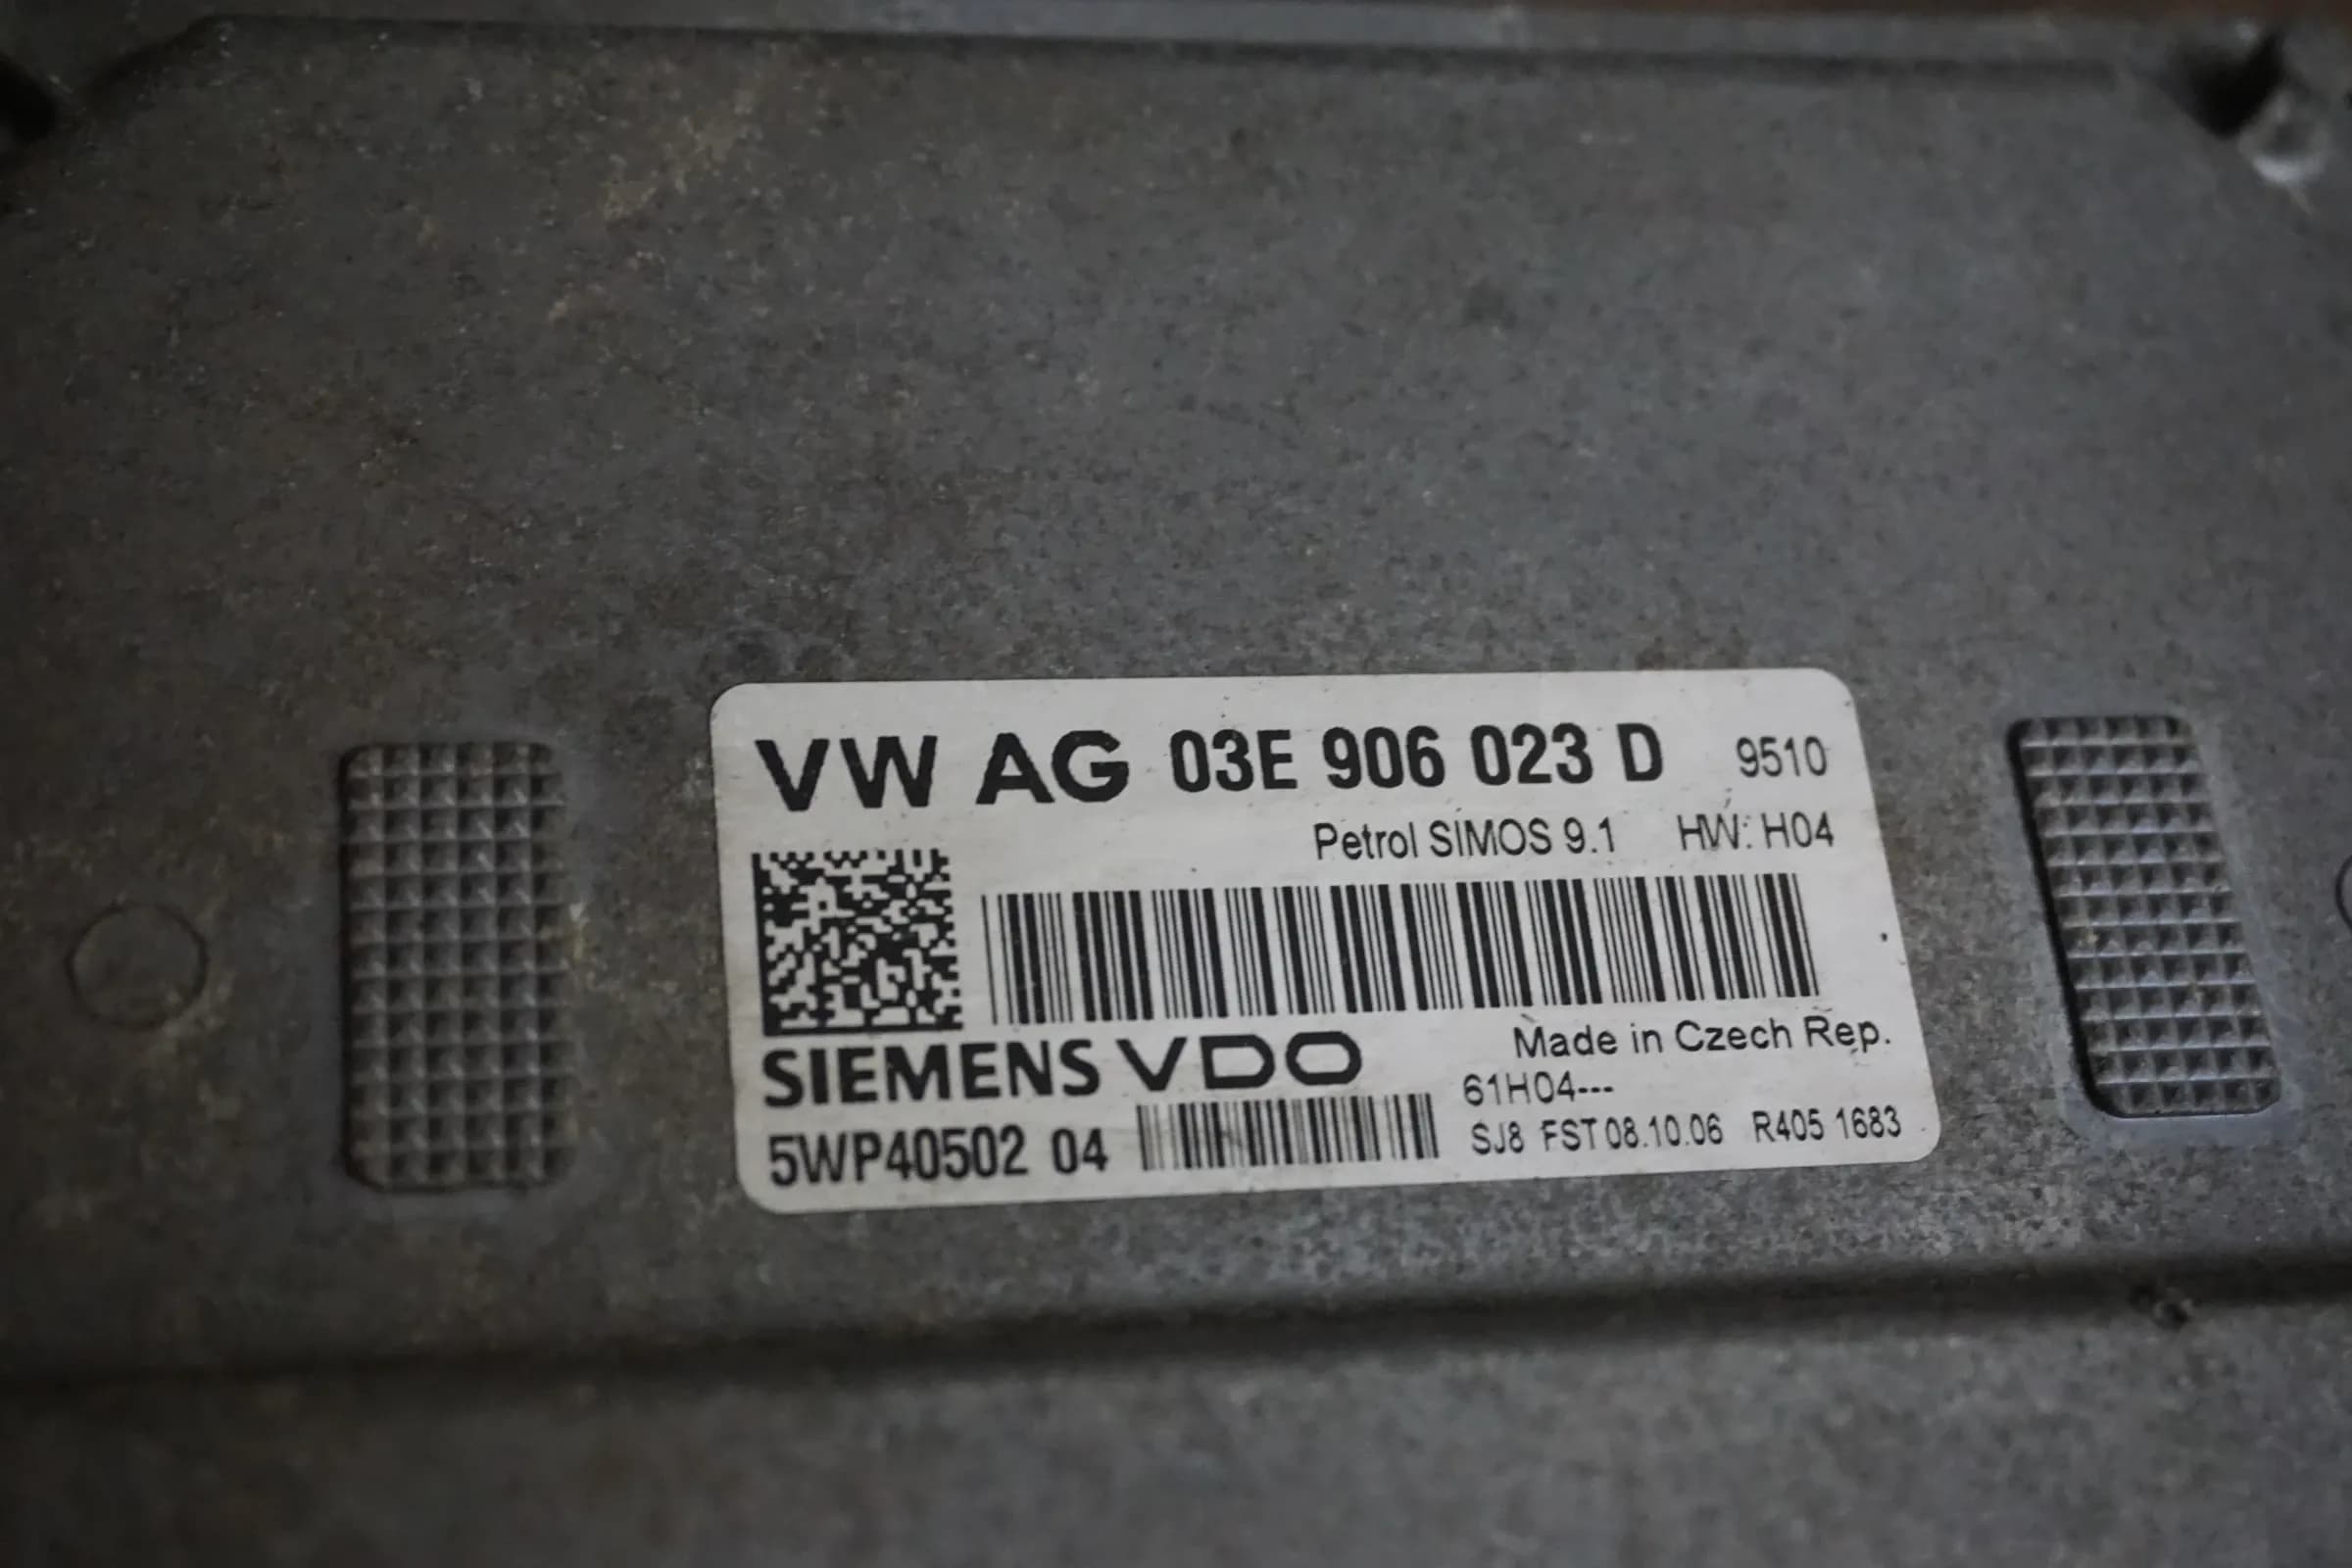 VW AG 03E 906 023 D 9510
Petrol SIMOS 9.1 HW: H04
SIEMENS VDO
Made in Czech Rep.
61H04---
5WP40502 04
SJ8 FST 08.10.06 R405 1683